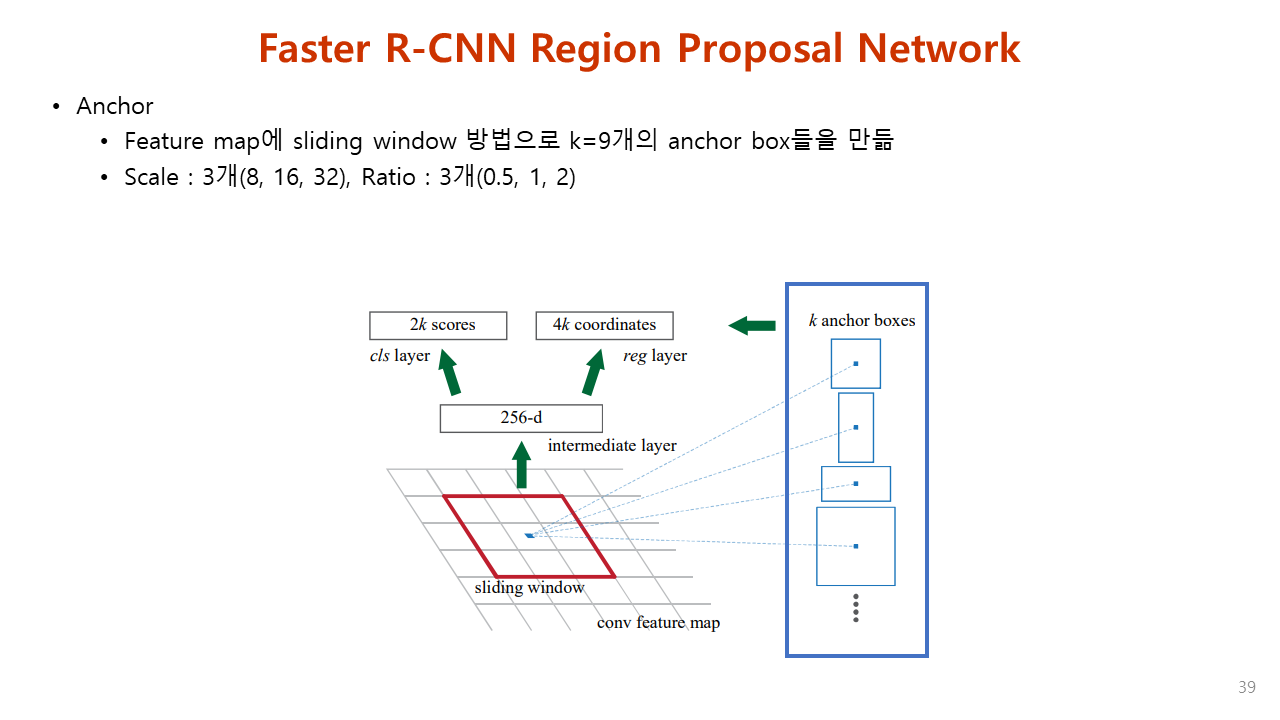 Faster R-CNN Region Proposal Network
• Anchor
• Feature map에 sliding window 방법으로 k=9개의 anchor box들을 만듦
• Scale : 3개(8, 16, 32), Ratio : 3개(0.5, 1, 2)
2k scores
4k coordinates
k anchor boxes
cls layer
reg layer
256-d
intermediate layer
sliding window
conv feature map
39